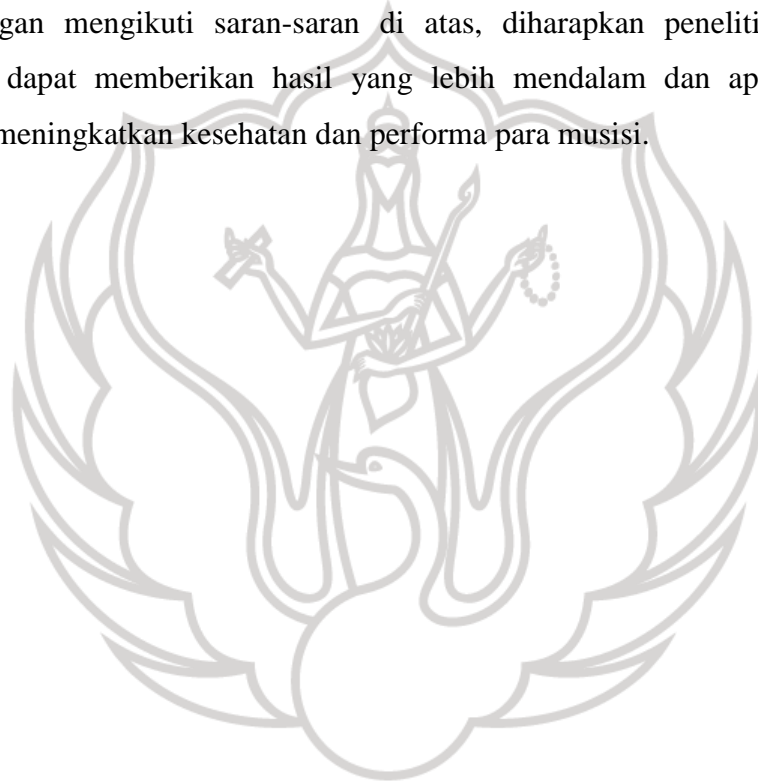 gan mengikuti saran-saran di atas, diharapkan peneliti
dapat memberikan hasil yang lebih mendalam dan ap
meningkatkan kesehatan dan performa para musisi.